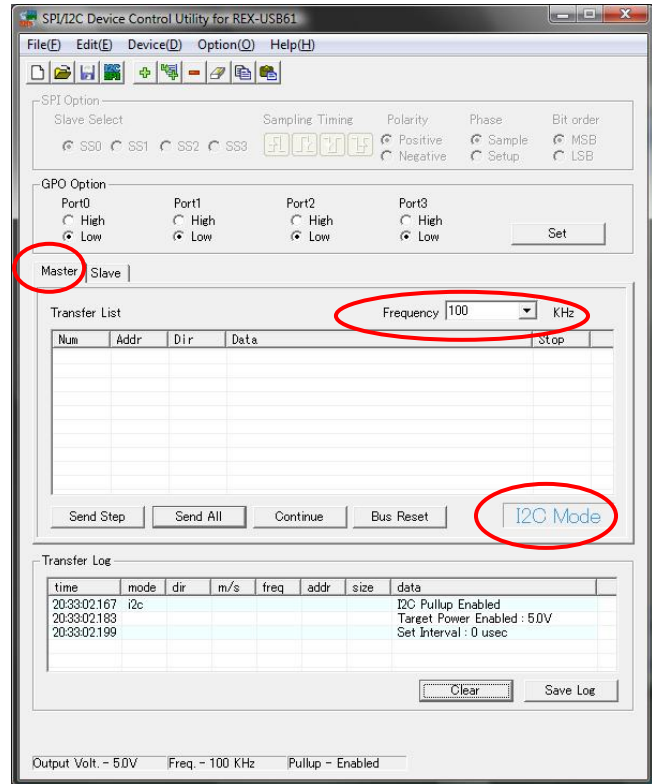 SPI/I2C Device Control Utility for REX-USB61
File(F) Edit(E) Device(D) Option(O) Help(H)
SPI Option
Slave Select Sampling Timing Polarity Phase Bit order
SS0 SS1 SS2 SS3 Positive Sample MSB
Negative Setup LSB
GPO Option
Port0 Port1 Port2 Port3
High High High High
Low Low Low Low Set
Master Slave
Transfer List Frequency 100 KHz
Num Addr Dir Data Stop
Send Step Send All Continue Bus Reset I2C Mode
Transfer Log
time mode dir m/s freq addr size data
20:33:02.167 i2c I2C Pullup Enabled
20:33:02.183 Target Power Enabled : 5.0V
20:33:02.199 Set Interval : 0 usec
Clear Save Log
Output Volt. - 5.0V Freq. - 100 KHz Pullup - Enabled